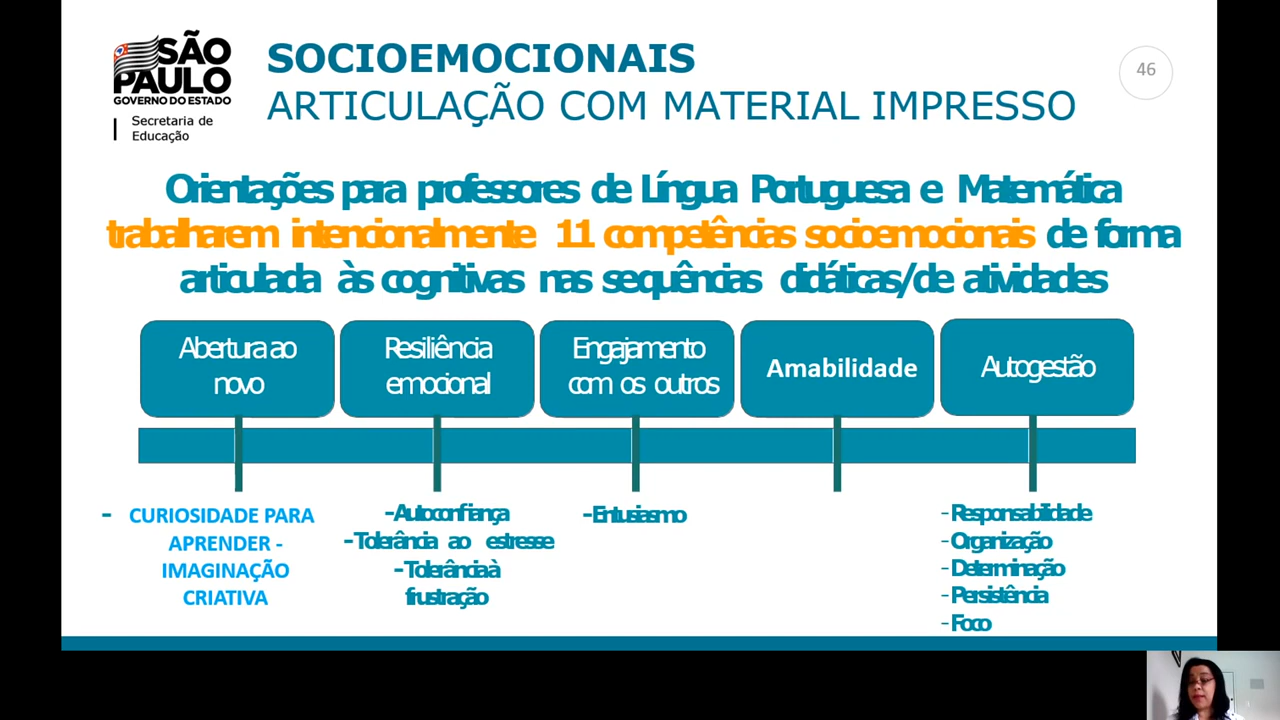 SÃO
PAULO
GOVERNO DO ESTADO
Secretaria de
Educação
SOCIOEMOCIONAIS
ARTICULAÇÃO COM MATERIAL IMPRESSO
46
Orientações para professores de Língua Portuguesa e Matemática
trabalharem intencionalmente 11 competências socioemocionais de forma
articulada às cognitivas nas sequências didáticas/de atividades
Abertura ao
novo
Resiliência
emocional
Engajamento
com os outros
Amabilidade
Autogestão
- CURIOSIDADE PARA
APRENDER -
IMAGINAÇÃO
CRIATIVA
-Autoconfiança
-Tolerância ao estresse
-Tolerância à
frustração
-Entusiasmo
-Responsabilidade
-Organização
-Determinação
-Persistência
-Foco